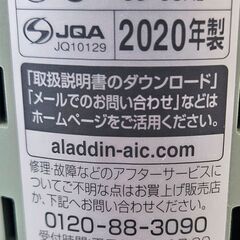 JQA
JQ10129
2020年製
「取扱説明書のダウンロード」
「メールでのお問い合わせ」などは
ホームページをご活用ください。
aladdin-aic.com
修理・故障などのアフターサービスに
ついてご不明な点はお買上げ販売店
か、下記へお問い合わせください。
0120-88-3090